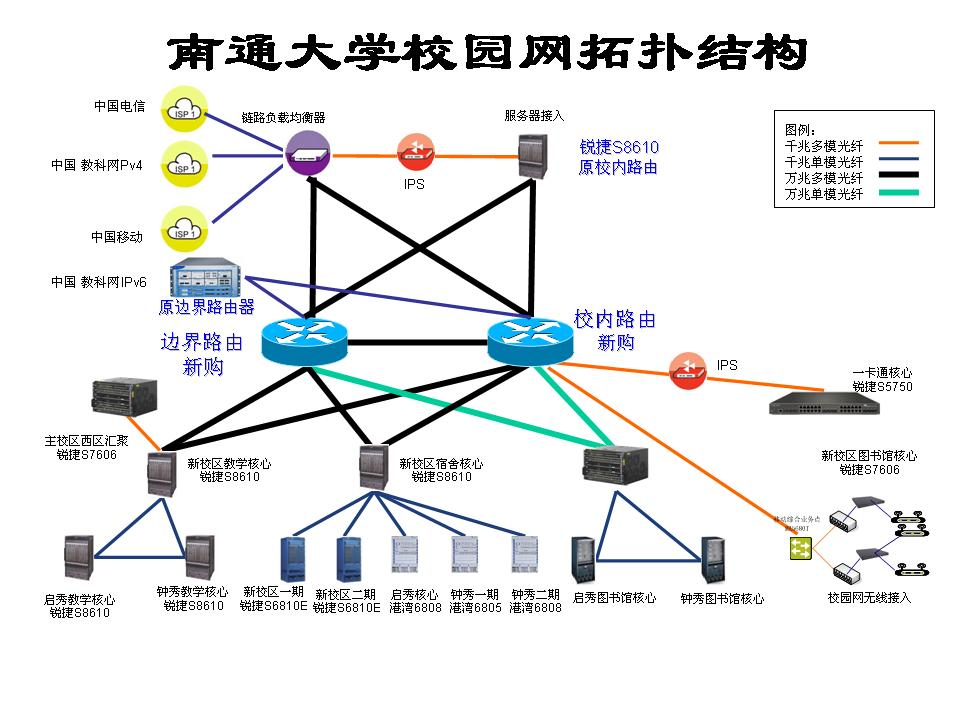 南通大学校园网拓扑结构
中国电信
ISP 1
链路负载均衡器
服务器接入
图例:
千兆多模光纤
千兆单模光纤
万兆多模光纤
万兆单模光纤
中国 教科网Pv4
ISP 1
IPS
锐捷S8610
原校内路由
中国移动
ISP 1
中国 教科网IPv6
原边界路由器
边界路由
新购
校内路由
新购
IPS
一卡通核心
锐捷S5750
主校区西区汇聚
锐捷S7606
新校区教学核心
锐捷S8610
新校区宿舍核心
锐捷S8610
新校区图书馆核心
锐捷S7606
移动综合业务点
启秀教学核心
锐捷S8610
钟秀教学核心
锐捷S8610
新校区一期
锐捷S6810E
新校区二期
锐捷S6810E
启秀核心
港湾6808
钟秀一期
港湾6805
钟秀二期
港湾6808
启秀图书馆核心
钟秀图书馆核心
校园网无线接入